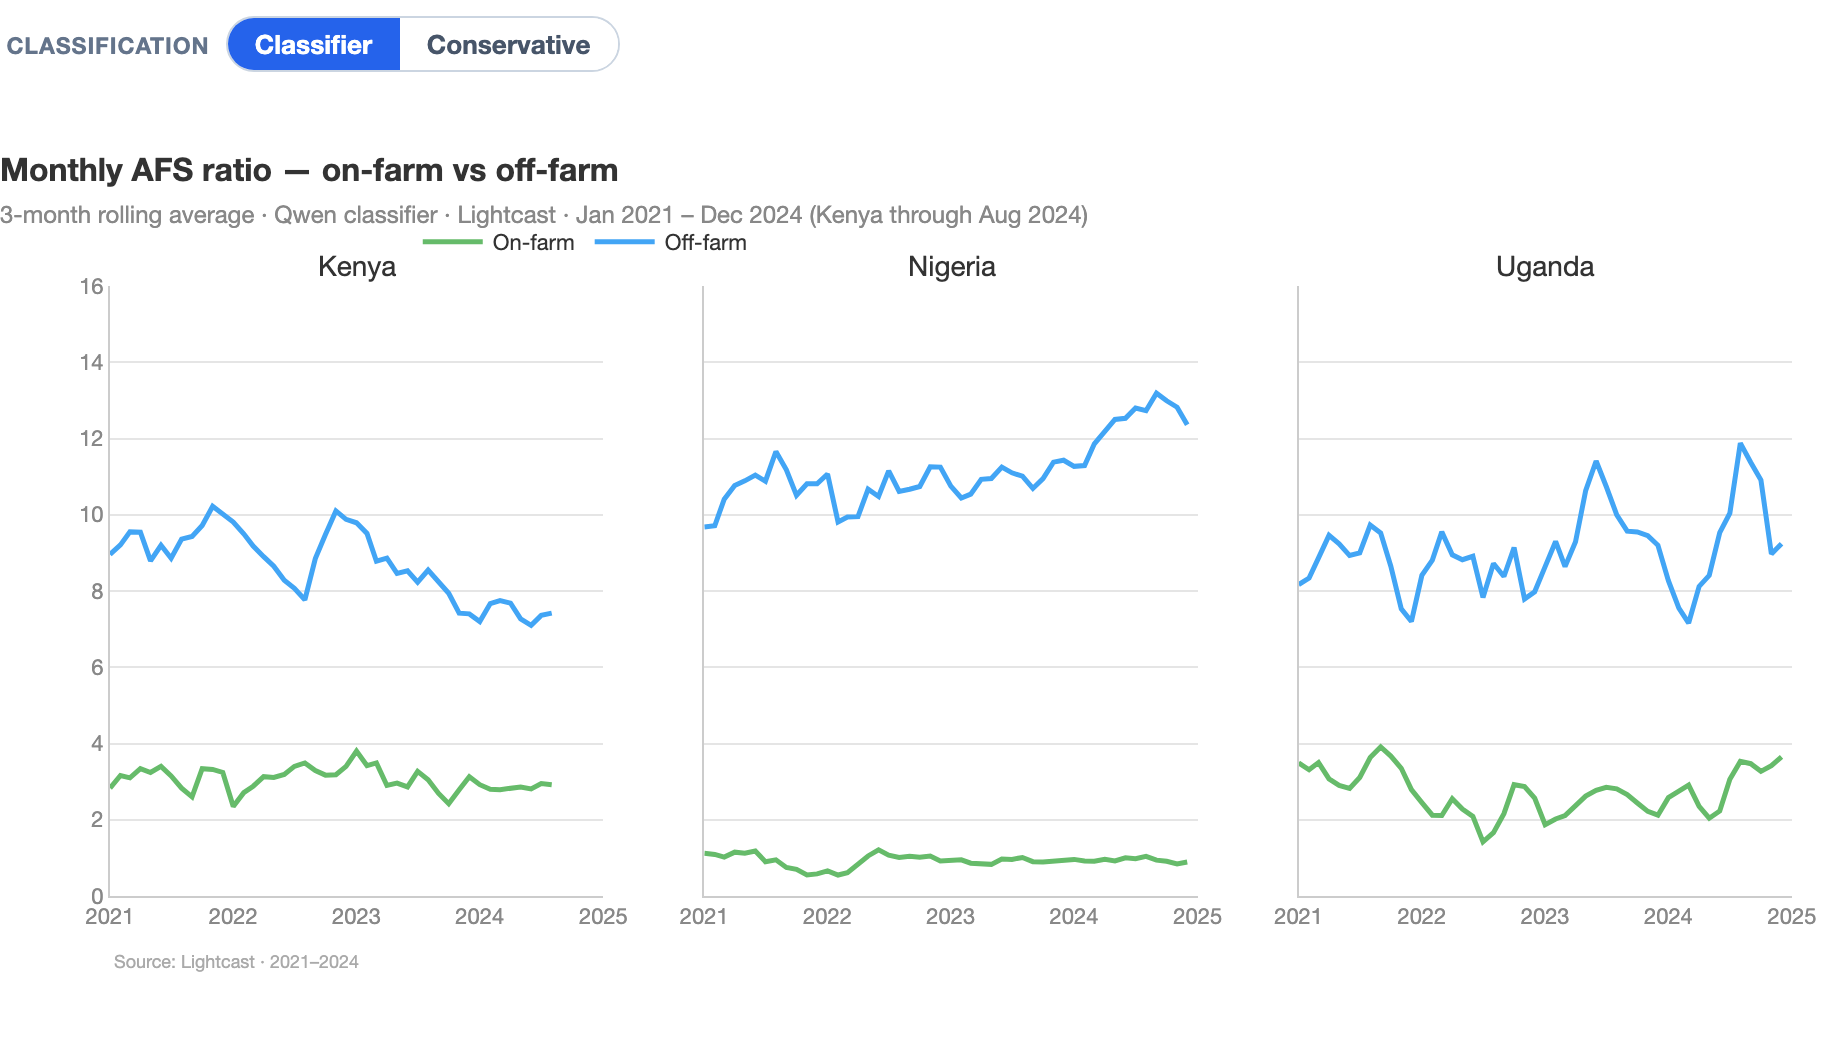 CLASSIFICATION Classifier Conservative
Monthly AFS ratio — on-farm vs off-farm
3-month rolling average · Qwen classifier · Lightcast · Jan 2021 – Dec 2024 (Kenya through Aug 2024)
On-farm Off-farm
Kenya Nigeria Uganda
16
14
12
10
8
6
4
2
0
2021 2022 2023 2024 2025 2021 2022 2023 2024 2025 2021 2022 2023 2024 2025
Source: Lightcast · 2021–2024